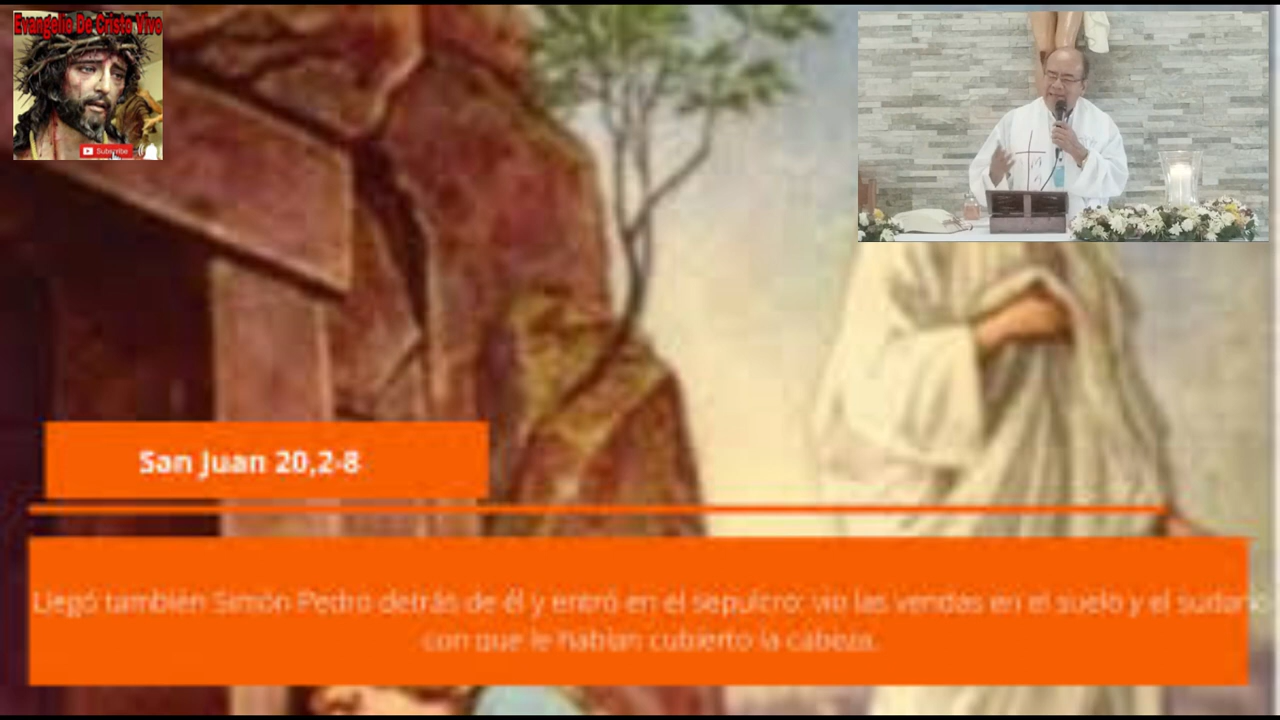 Evangelio De Cristo Vivo
Subscribe
San Juan 20,2-8
Llegó también Simón Pedro detrás de él y entró en el sepulcro: vio las vendas en el suelo y el sudario
con que le habían cubierto la cabeza.